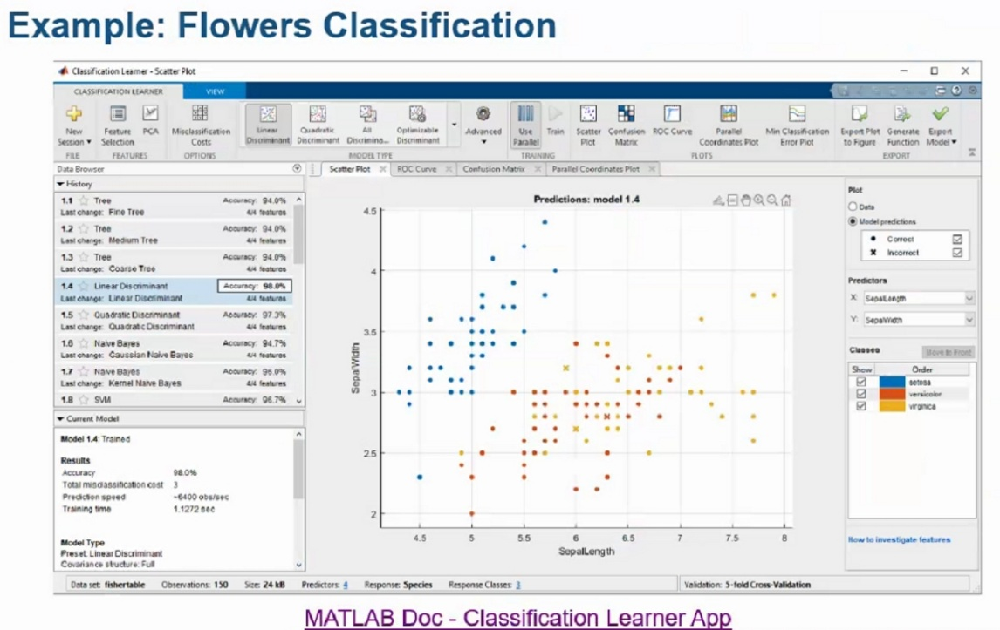 Example: Flowers Classification
Classification Learner - Scatter Plot
CLASSIFICATION LEARNER VIEW
New Session Feature Selection PCA Misclassification Costs Linear Discriminant Quadratic Discriminant All Discrimina... Optimizable Discriminant Advanced Use Parallel Train Scatter Plot Confusion Matrix ROC Curve Parallel Coordinates Plot Min Classification Error Plot Export Plot to Figure Generate Function Export Model
FILE FEATURES OPTIONS MODEL TYPE TRAINING PLOTS EXPORT
Data Browser
History
1.1 Tree Accuracy: 94.0%
Last change: Fine Tree 4/4 features
1.2 Tree Accuracy: 94.0%
Last change: Medium Tree 4/4 features
1.3 Tree Accuracy: 94.0%
Last change: Coarse Tree 4/4 features
1.4 Linear Discriminant Accuracy: 98.0%
Last change: Linear Discriminant 4/4 features
1.5 Quadratic Discriminant Accuracy: 97.3%
Last change: Quadratic Discriminant 4/4 features
1.6 Naive Bayes Accuracy: 94.7%
Last change: Gaussian Naive Bayes 4/4 features
1.7 Naive Bayes Accuracy: 96.0%
Last change: Kernel Naive Bayes 4/4 features
1.8 SVM Accuracy: 96.7%
Current Model
Model 1.4: Trained
Results
Accuracy 98.0%
Total misclassification cost 3
Prediction speed ~6400 obs/sec
Training time 1.1272 sec
Model Type
Preset: Linear Discriminant
Covariance structure: Full
Scatter Plot ROC Curve Confusion Matrix Parallel Coordinates Plot
Predictions: model 1.4
4.5
4
3.5
3
2.5
2
SepalWidth
4.5 5 5.5 6 6.5 7 7.5 8
SepalLength
Plot
Data
Model predictions
Correct
Incorrect
Predictors
X: SepalLength
Y: SepalWidth
Classes Move to Front
Show Order
setosa
versicolor
virginica
How to investigate features
Data set: fishertable Observations: 150 Size: 24 kB Predictors: 4 Response: Species Response Classes: 3 Validation: 5-fold Cross-Validation
MATLAB Doc - Classification Learner App